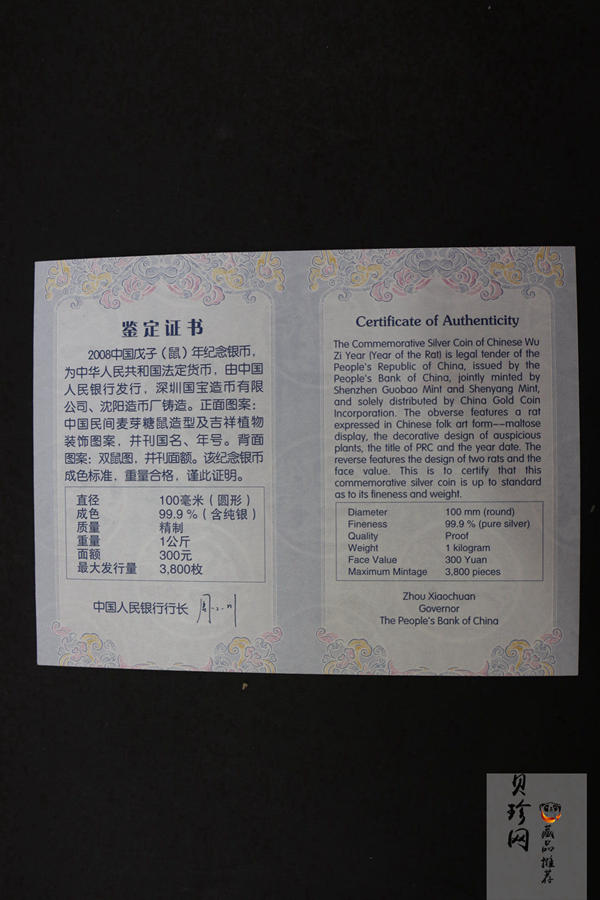 鉴定证书
2008中国戊子（鼠）年纪念银币，
为中华人民共和国法定货币，由中国
人民银行发行，深圳国宝造币有限
公司、沈阳造币厂铸造。正面图案：
中国民间麦芽糖鼠造型及吉祥植物
装饰图案，并刊国名、年号。背面
图案：双鼠图，并刊面额。该纪念银币
成色标准，重量合格，谨此证明。
直径 100毫米（圆形）
成色 99.9％（含纯银）
质量 精制
重量 1公斤
面额 300元
最大发行量 3,800枚
中国人民银行行长
Certificate of Authenticity
The Commemorative Silver Coin of Chinese Wu
Zi Year (Year of the Rat) is legal tender of the
People's Republic of China, issued by the
People's Bank of China, jointly minted by
Shenzhen Guobao Mint and Shenyang Mint,
and solely distributed by China Gold Coin
Incorporation. The obverse features a rat
expressed in Chinese folk art form——maltose
display, the decorative design of auspicious
plants, the title of PRC and the year date. The
reverse features the design of two rats and the
face value. This is to certify that this
commemorative silver coin is up to standard
as to its fineness and weight.
Diameter 100 mm (round)
Fineness 99.9 % (pure silver)
Quality Proof
Weight 1 kilogram
Face Value 300 Yuan
Maximum Mintage 3,800 pieces
Zhou Xiaochuan
Governor
The People's Bank of China
贝珍网
藏品推荐